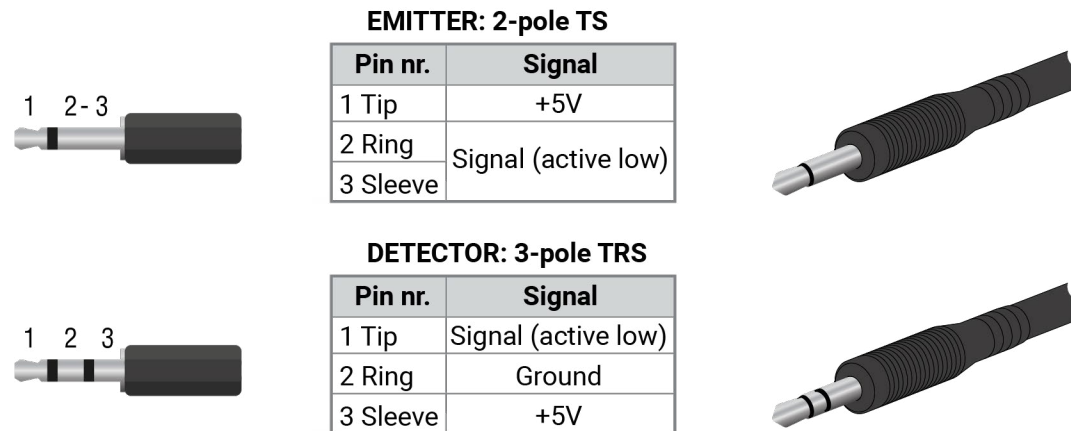 EMITTER: 2-pole TS
Pin nr. Signal
1 2-3
1 Tip +5V
2 Ring
Signal (active low)
3 Sleeve
DETECTOR: 3-pole TRS
Pin nr. Signal
1 2 3
1 Tip Signal (active low)
2 Ring Ground
3 Sleeve +5V